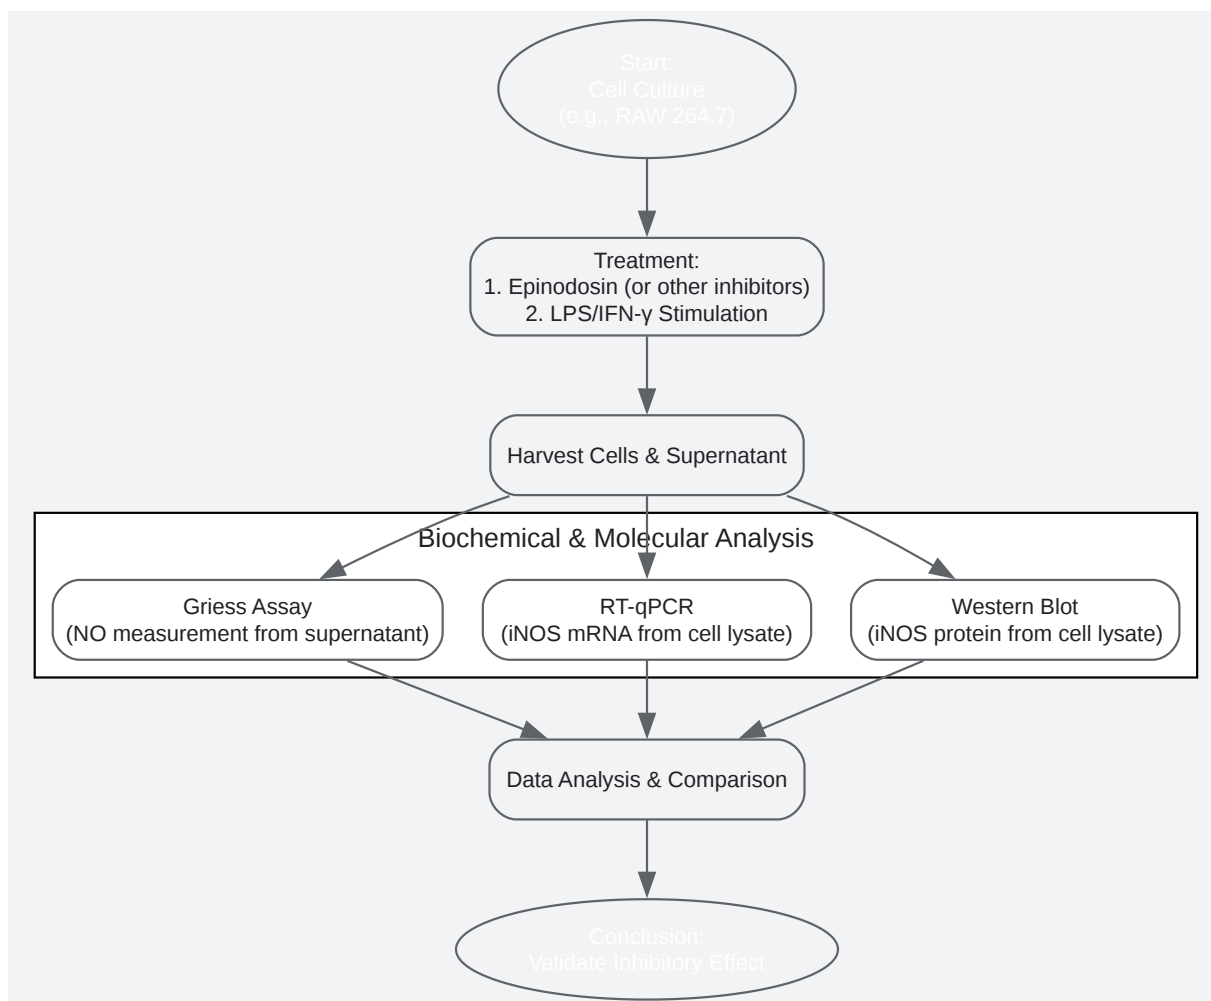 Start:
Cell Culture
(e.g., RAW 264.7)
Treatment:
1. Epinodosin (or other inhibitors)
2. LPS/IFN-γ Stimulation
Harvest Cells & Supernatant
Biochemical & Molecular Analysis
Griess Assay
(NO measurement from supernatant)
RT-qPCR
(iNOS mRNA from cell lysate)
Western Blot
(iNOS protein from cell lysate)
Data Analysis & Comparison
Conclusion:
Validate Inhibitory Effect